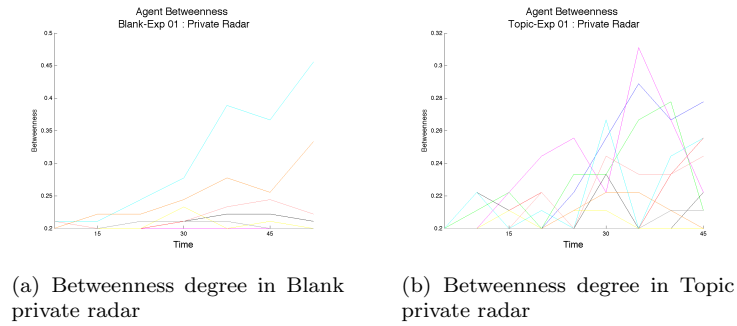 Agent Betweenness
Blank-Exp 01 : Private Radar
0.5
0.45
0.4
0.35
0.3
0.25
0.2
Betweenness
15
30
45
Time
(a) Betweenness degree in Blank
private radar
Agent Betweenness
Topic-Exp 01 : Private Radar
0.32
0.3
0.28
0.26
0.24
0.22
0.2
Betweenness
15
30
45
Time
(b) Betweenness degree in Topic
private radar